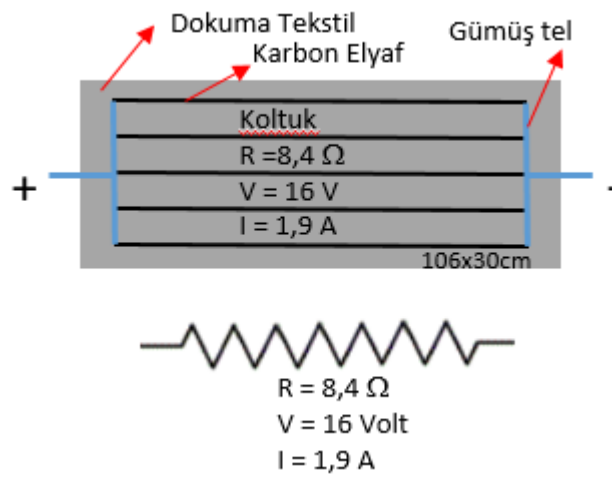 Dokuma Tekstil
Karbon Elyaf
Gümüş tel
Koltuk
R =8,4 Ω
+
V = 16 V
I = 1,9 A
106x30cm
R = 8,4 Ω
V = 16 Volt
I = 1,9 A